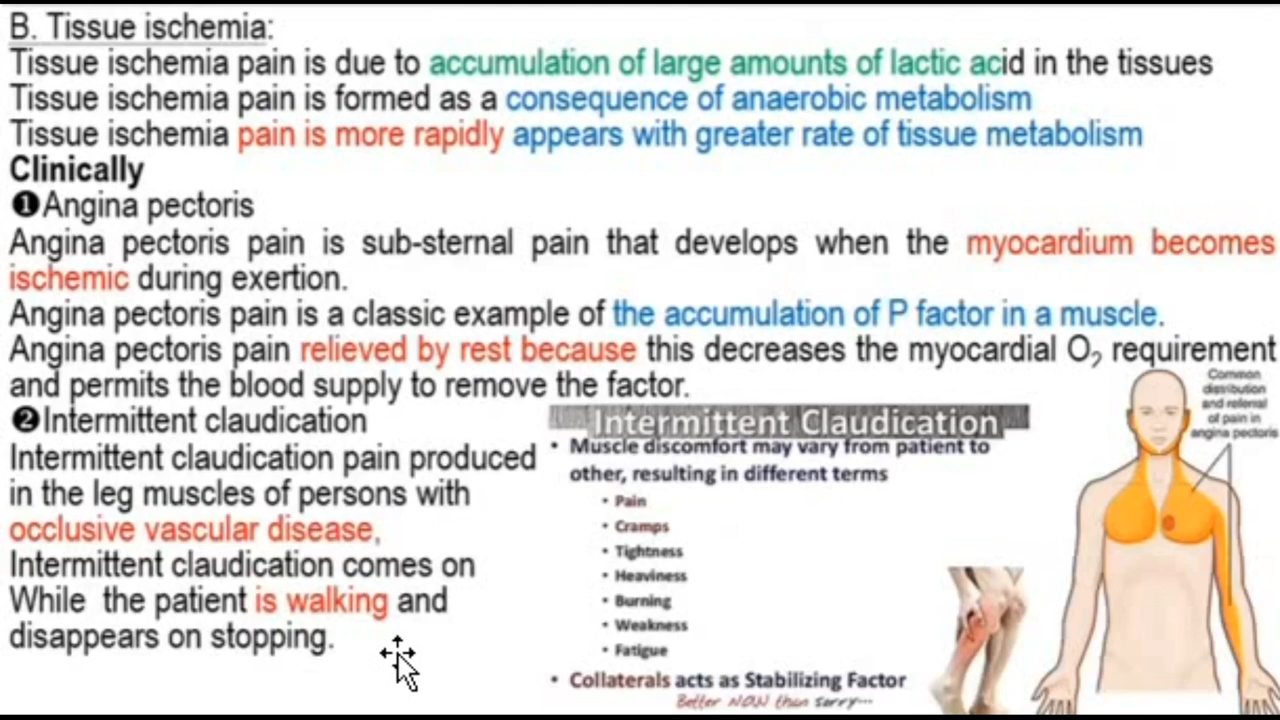 B. Tissue ischemia:
Tissue ischemia pain is due to accumulation of large amounts of lactic acid in the tissues
Tissue ischemia pain is formed as a consequence of anaerobic metabolism
Tissue ischemia pain is more rapidly appears with greater rate of tissue metabolism
Clinically
❶Angina pectoris
Angina pectoris pain is sub-sternal pain that develops when the myocardium becomes
ischemic during exertion.
Angina pectoris pain is a classic example of the accumulation of P factor in a muscle.
Angina pectoris pain relieved by rest because this decreases the myocardial O₂ requirement
and permits the blood supply to remove the factor.
❷Intermittent claudication
Intermittent claudication pain produced
in the leg muscles of persons with
occlusive vascular disease,
Intermittent claudication comes on
While the patient is walking and
disappears on stopping.
Intermittent Claudication
• Muscle discomfort may vary from patient to
other, resulting in different terms
• Pain
• Cramps
• Tightness
• Heaviness
• Burning
• Weakness
• Fatigue
• Collaterals acts as Stabilizing Factor
Better NOW than sorry...
Common
distribution
and referral
of pain in
angina pectoris